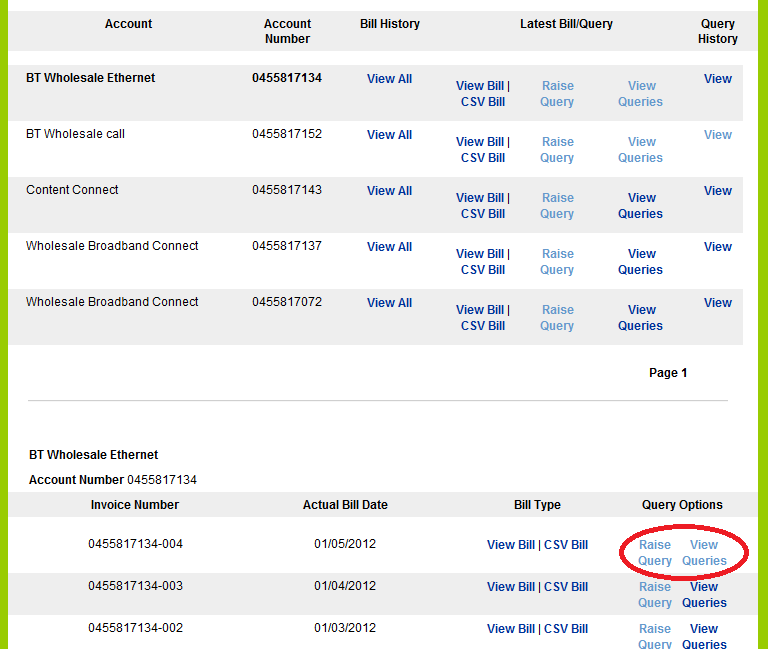 Account Account Number Bill History Latest Bill/Query Query History
BT Wholesale Ethernet 0455817134 View All View Bill | CSV Bill Raise Query View Queries View
BT Wholesale call 0455817152 View All View Bill | CSV Bill Raise Query View Queries View
Content Connect 0455817143 View All View Bill | CSV Bill Raise Query View Queries View
Wholesale Broadband Connect 0455817137 View All View Bill | CSV Bill Raise Query View Queries View
Wholesale Broadband Connect 0455817072 View All View Bill | CSV Bill Raise Query View Queries View
Page 1
BT Wholesale Ethernet
Account Number 0455817134
Invoice Number Actual Bill Date Bill Type Query Options
0455817134-004 01/05/2012 View Bill | CSV Bill Raise Query View Queries
0455817134-003 01/04/2012 View Bill | CSV Bill Raise Query View Queries
0455817134-002 01/03/2012 View Bill | CSV Bill Raise Query View Queries